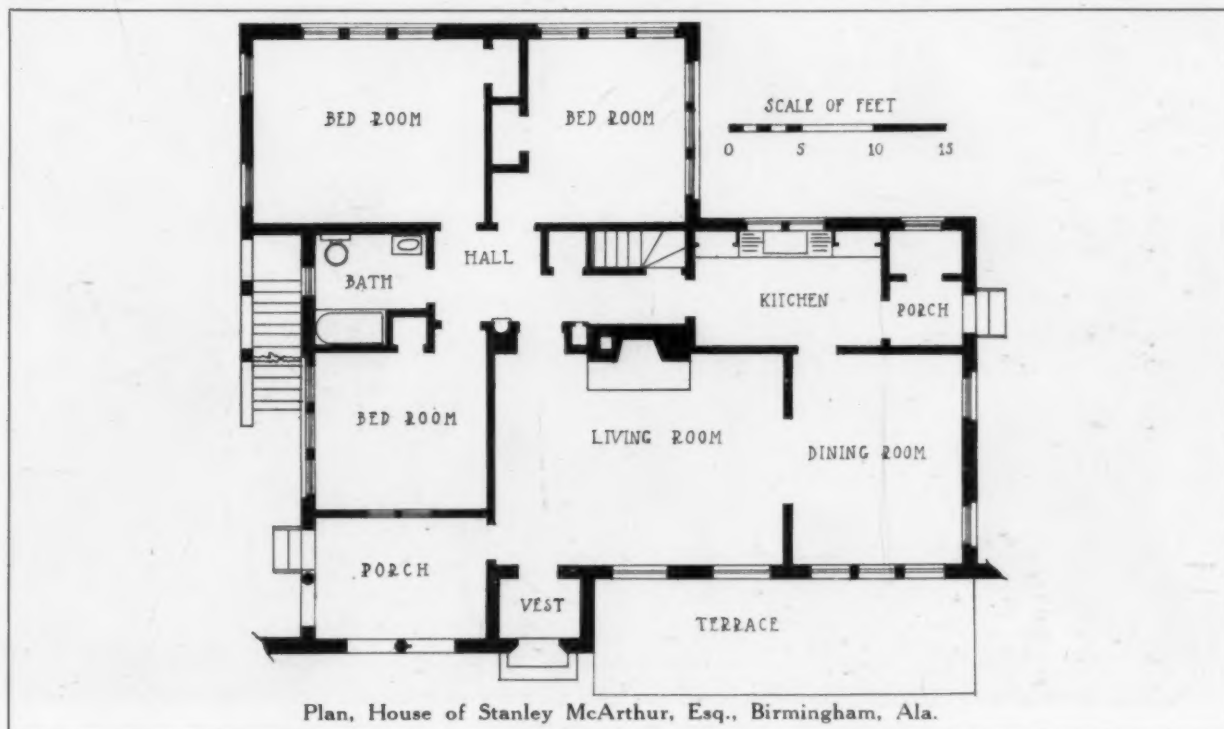 BED ROOM
BED ROOM
SCALE OF FEET
0 5 10 15
HALL
BATH
KITCHEN
PORCH
BED ROOM
LIVING ROOM
DINING ROOM
PORCH
VEST
TERRACE
Plan, House of Stanley McArthur, Esq., Birmingham, Ala.